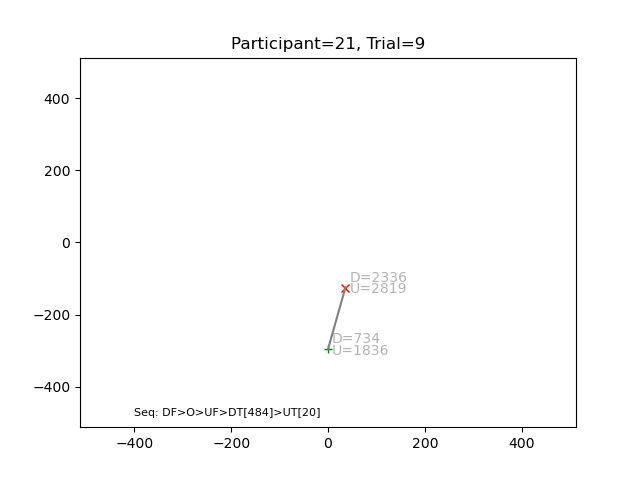 Participant=21, Trial=9
400
200
0
−200
−400
D=2336
U=2819
D=734
U=1836
Seq: DF>O>UF>DT[484]>UT[20]
−400
−200
0
200
400